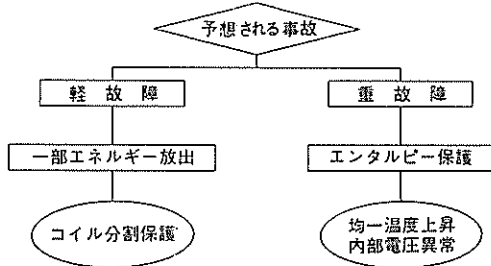 予想される事故
軽故障
重故障
一部エネルギー放出
エンタルピー保護
コイル分割保護
均一温度上昇
内部電圧異常